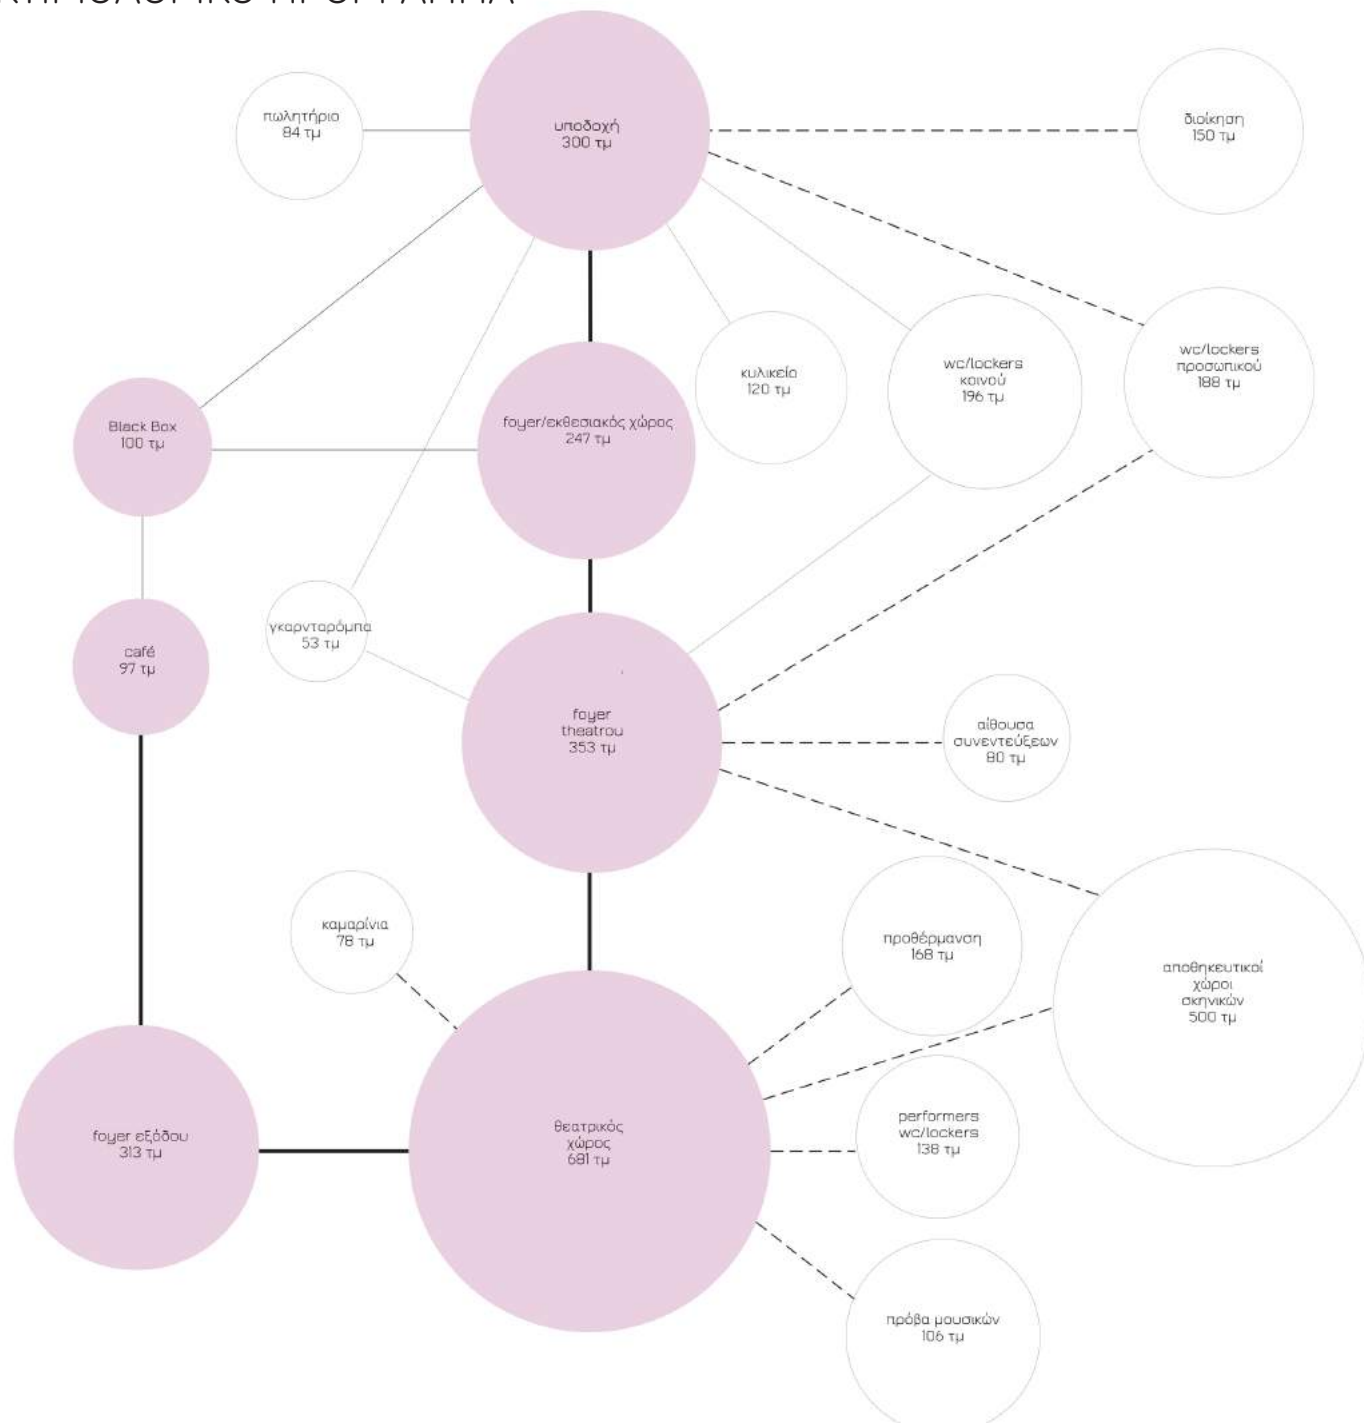 πωλητήριο
84 τμ
υποδοχή
300 τμ
διοίκηση
150 τμ
κυλικείο
120 τμ
wc/lockers
κοινού
196 τμ
wc/lockers
προσωπικού
188 τμ
Black Box
100 τμ
foyer/εκθεσιακός χώρος
247 τμ
γκαρνταρόμπα
53 τμ
café
97 τμ
foyer
theatrou
353 τμ
αίθουσα
συνεντεύξεων
80 τμ
καμαρίνια
78 τμ
προθέρμανση
168 τμ
αποθηκευτικοί
χώροι
σκηνικών
500 τμ
foyer εξόδου
313 τμ
θεατρικός
χώρος
681 τμ
performers
wc/lockers
138 τμ
πρόβα μουσικών
106 τμ